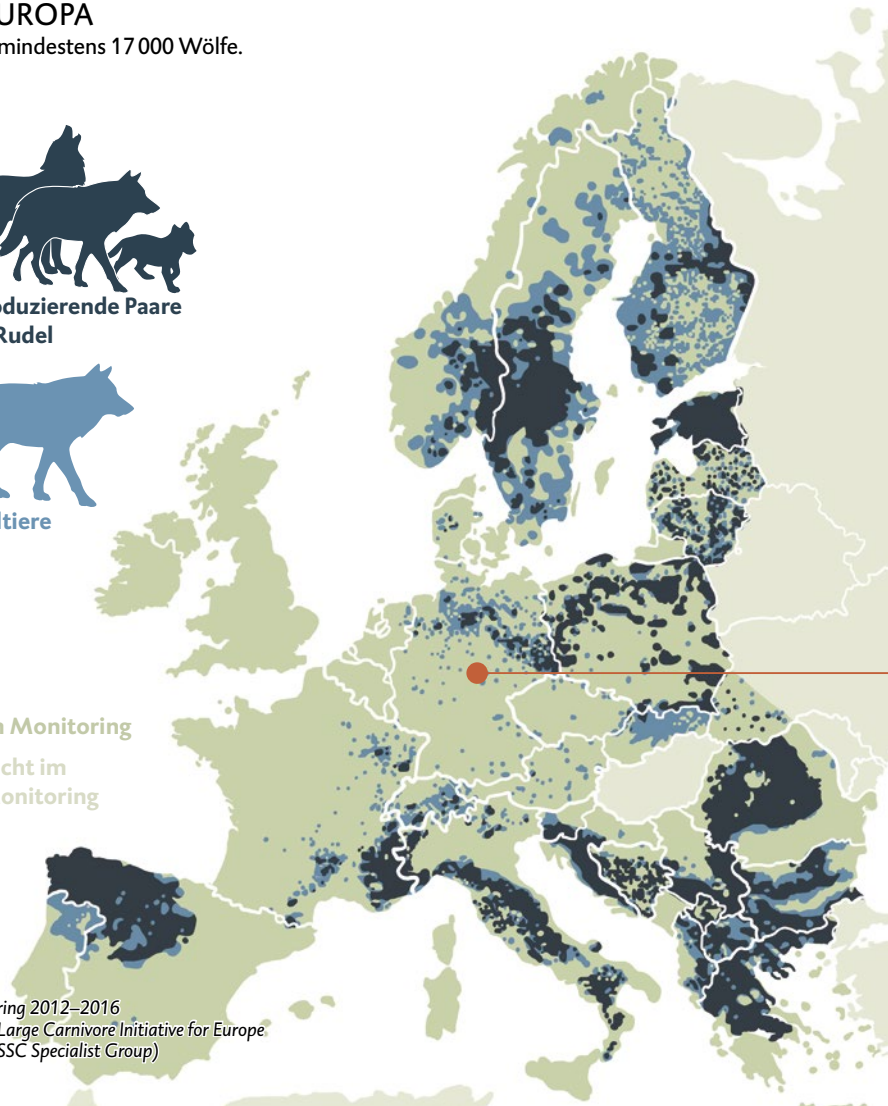 UROPA
mindestens 17 000 Wölfe.
oduzierende Paare
Rudel
ltiere
n Monitoring
cht im
onitoring
ring 2012–2016
Large Carnivore Initiative for Europe
SSC Specialist Group)